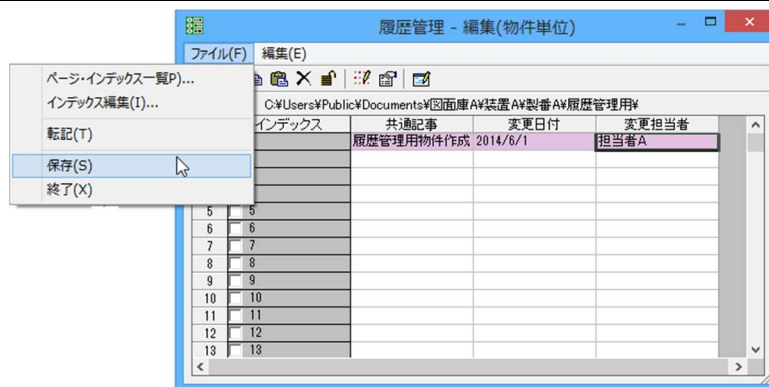 履歴管理 - 編集(物件単位)
ファイル(F) 編集(E)
ページ・インデックス一覧P)...
インデックス編集(I)...
転記(T)
保存(S)
終了(X)
C:¥Users¥Public¥Documents¥図面庫A¥装置A¥製番A¥履歴管理用¥
インデックス 共通記事 変更日付 変更担当者
履歴管理用物件作成 2014/6/1 担当者A
5 5
6 6
7 7
8 8
9 9
10 10
11 11
12 12
13 13